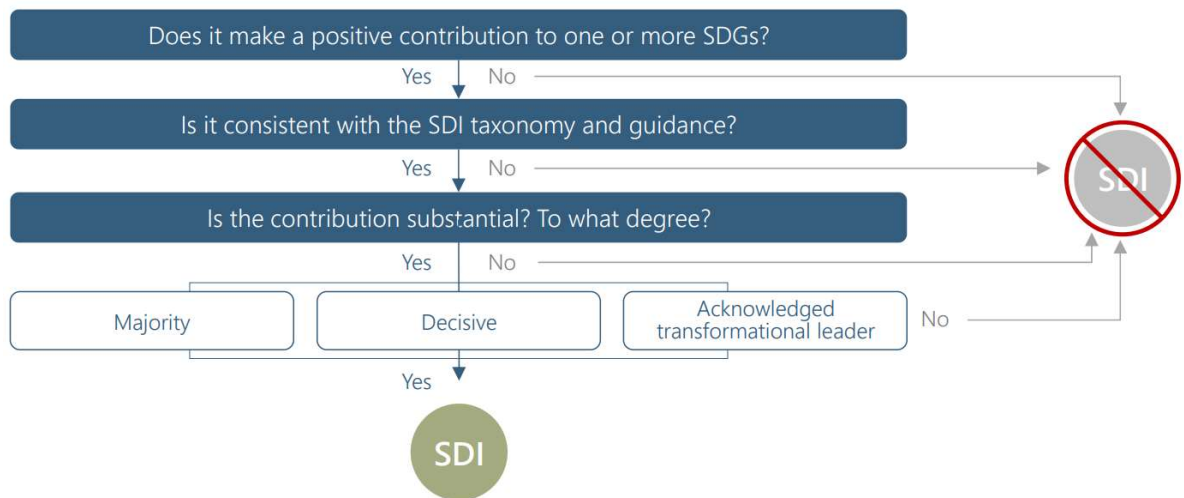 Does it make a positive contribution to one or more SDGs?
Yes No
Is it consistent with the SDI taxonomy and guidance?
Yes No
SDI
Is the contribution substantial? To what degree?
Yes No
Majority
Decisive
Acknowledged
transformational leader
No
Yes
SDI